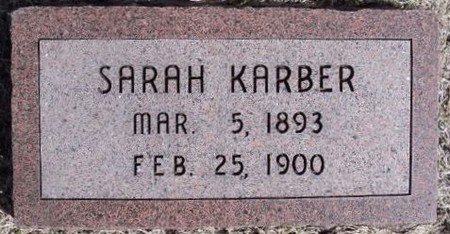 SARAH KARBER
MAR. 5, 1893
FEB. 25, 1900